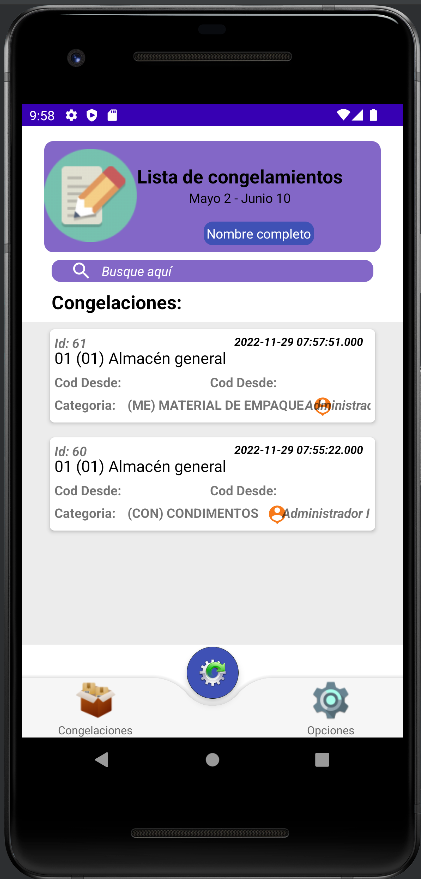 9:58
Lista de congelamientos
Mayo 2 - Junio 10
Nombre completo
Busque aquí
Congelaciones:
Id: 61 2022-11-29 07:57:51.000
01 (01) Almacén general
Cod Desde: Cod Desde:
Categoria: (ME) MATERIAL DE EMPAQUE Administrac
Id: 60 2022-11-29 07:55:22.000
01 (01) Almacén general
Cod Desde: Cod Desde:
Categoria: (CON) CONDIMENTOS Administrador I
Congelaciones Opciones